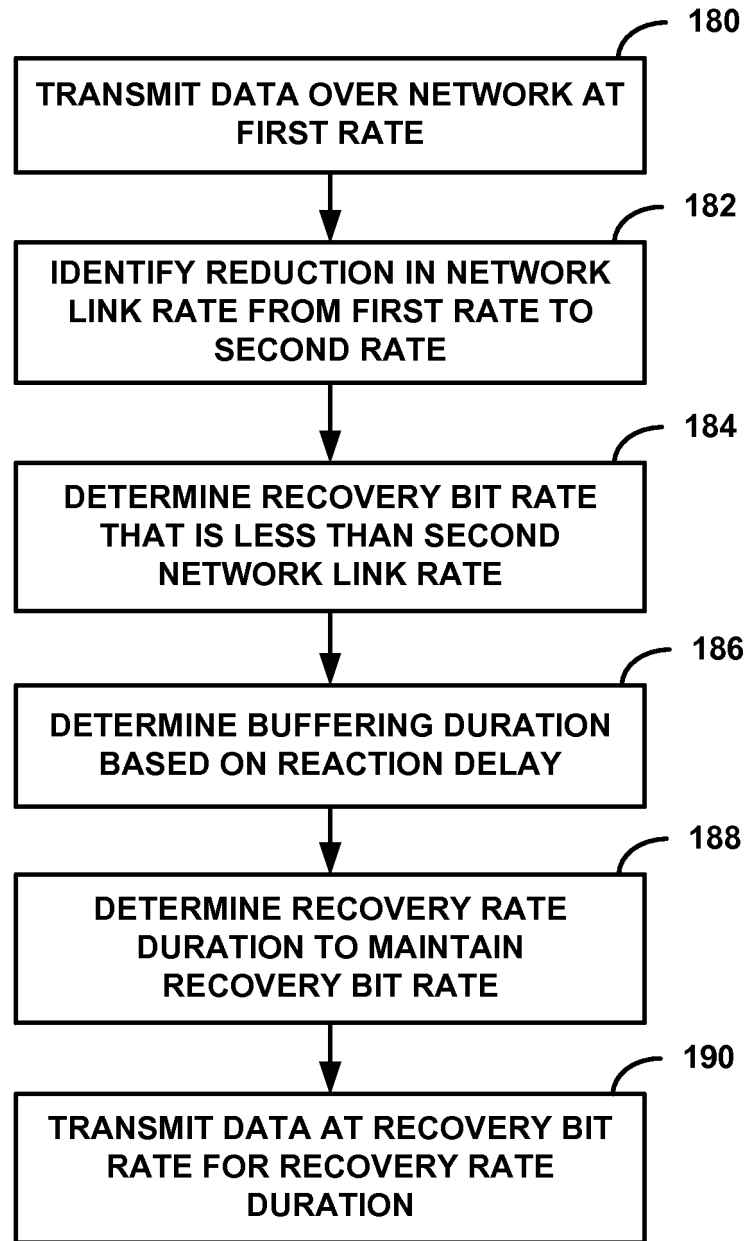 180
TRANSMIT DATA OVER NETWORK AT
FIRST RATE
182
IDENTIFY REDUCTION IN NETWORK
LINK RATE FROM FIRST RATE TO
SECOND RATE
184
DETERMINE RECOVERY BIT RATE
THAT IS LESS THAN SECOND
NETWORK LINK RATE
186
DETERMINE BUFFERING DURATION
BASED ON REACTION DELAY
188
DETERMINE RECOVERY RATE
DURATION TO MAINTAIN
RECOVERY BIT RATE
190
TRANSMIT DATA AT RECOVERY BIT
RATE FOR RECOVERY RATE
DURATION